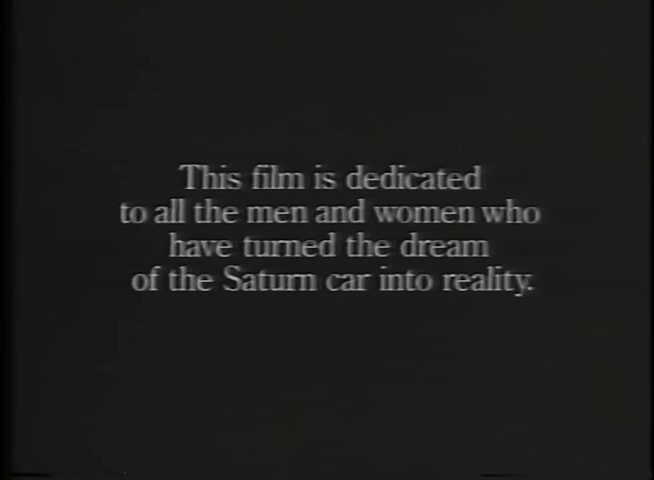 This film is dedicated
to all the men and women who
have turned the dream
of the Saturn car into reality.